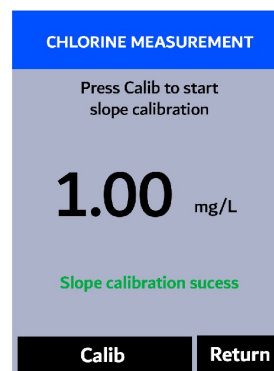 CHLORINE MEASUREMENT
Press Calib to start
slope calibration
1.00 mg/L
Slope calibration sucess
Calib Return